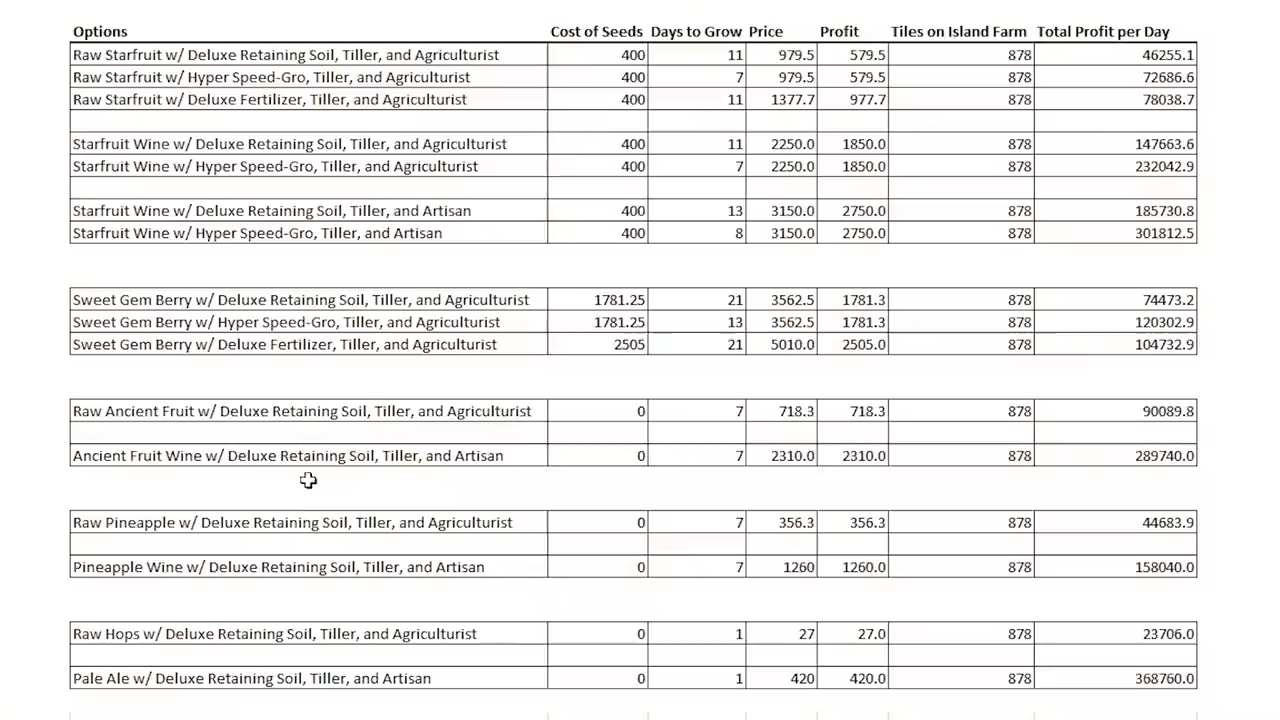 Options Cost of Seeds Days to Grow Price Profit Tiles on Island Farm Total Profit per Day
Raw Starfruit w/ Deluxe Retaining Soil, Tiller, and Agriculturist 400 11 979.5 579.5 878 46255.1
Raw Starfruit w/ Hyper Speed-Gro, Tiller, and Agriculturist 400 7 979.5 579.5 878 72686.6
Raw Starfruit w/ Deluxe Fertilizer, Tiller, and Agriculturist 400 11 1377.7 977.7 878 78038.7
Starfruit Wine w/ Deluxe Retaining Soil, Tiller, and Agriculturist 400 11 2250.0 1850.0 878 147663.6
Starfruit Wine w/ Hyper Speed-Gro, Tiller, and Agriculturist 400 7 2250.0 1850.0 878 232042.9
Starfruit Wine w/ Deluxe Retaining Soil, Tiller, and Artisan 400 13 3150.0 2750.0 878 185730.8
Starfruit Wine w/ Hyper Speed-Gro, Tiller, and Artisan 400 8 3150.0 2750.0 878 301812.5
Sweet Gem Berry w/ Deluxe Retaining Soil, Tiller, and Agriculturist 1781.25 21 3562.5 1781.3 878 74473.2
Sweet Gem Berry w/ Hyper Speed-Gro, Tiller, and Agriculturist 1781.25 13 3562.5 1781.3 878 120302.9
Sweet Gem Berry w/ Deluxe Fertilizer, Tiller, and Agriculturist 2505 21 5010.0 2505.0 878 104732.9
Raw Ancient Fruit w/ Deluxe Retaining Soil, Tiller, and Agriculturist 0 7 718.3 718.3 878 90089.8
Ancient Fruit Wine w/ Deluxe Retaining Soil, Tiller, and Artisan 0 7 2310.0 2310.0 878 289740.0
Raw Pineapple w/ Deluxe Retaining Soil, Tiller, and Agriculturist 0 7 356.3 356.3 878 44683.9
Pineapple Wine w/ Deluxe Retaining Soil, Tiller, and Artisan 0 7 1260 1260.0 878 158040.0
Raw Hops w/ Deluxe Retaining Soil, Tiller, and Agriculturist 0 1 27 27.0 878 23706.0
Pale Ale w/ Deluxe Retaining Soil, Tiller, and Artisan 0 1 420 420.0 878 368760.0